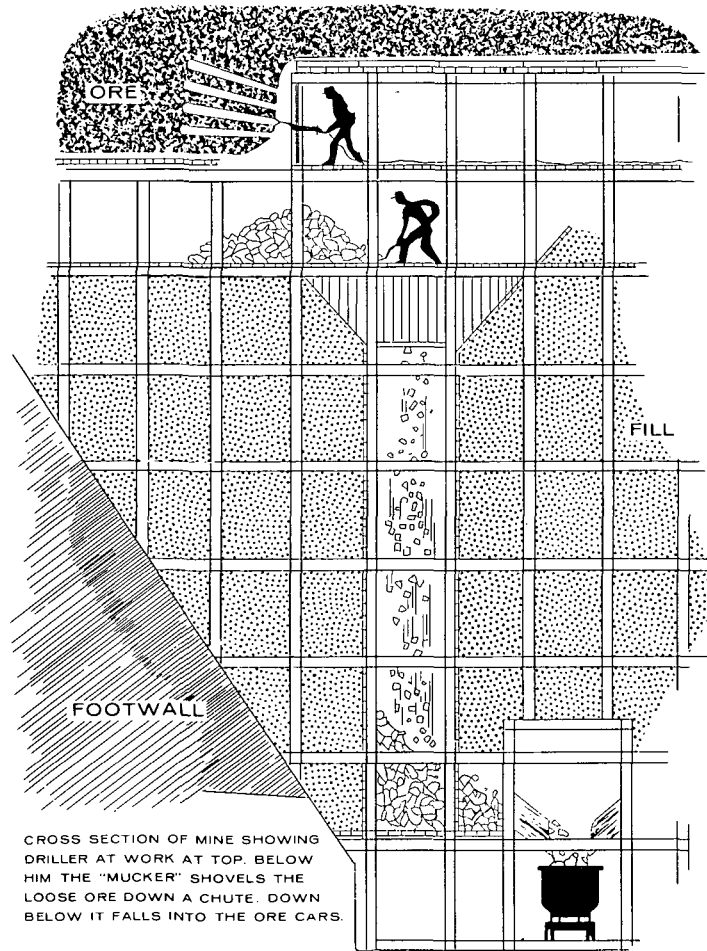 ORE
FILL
FOOTWALL
CROSS SECTION OF MINE SHOWING
DRILLER AT WORK AT TOP. BELOW
HIM THE "MUCKER" SHOVELS THE
LOOSE ORE DOWN A CHUTE. DOWN
BELOW IT FALLS INTO THE ORE CARS.